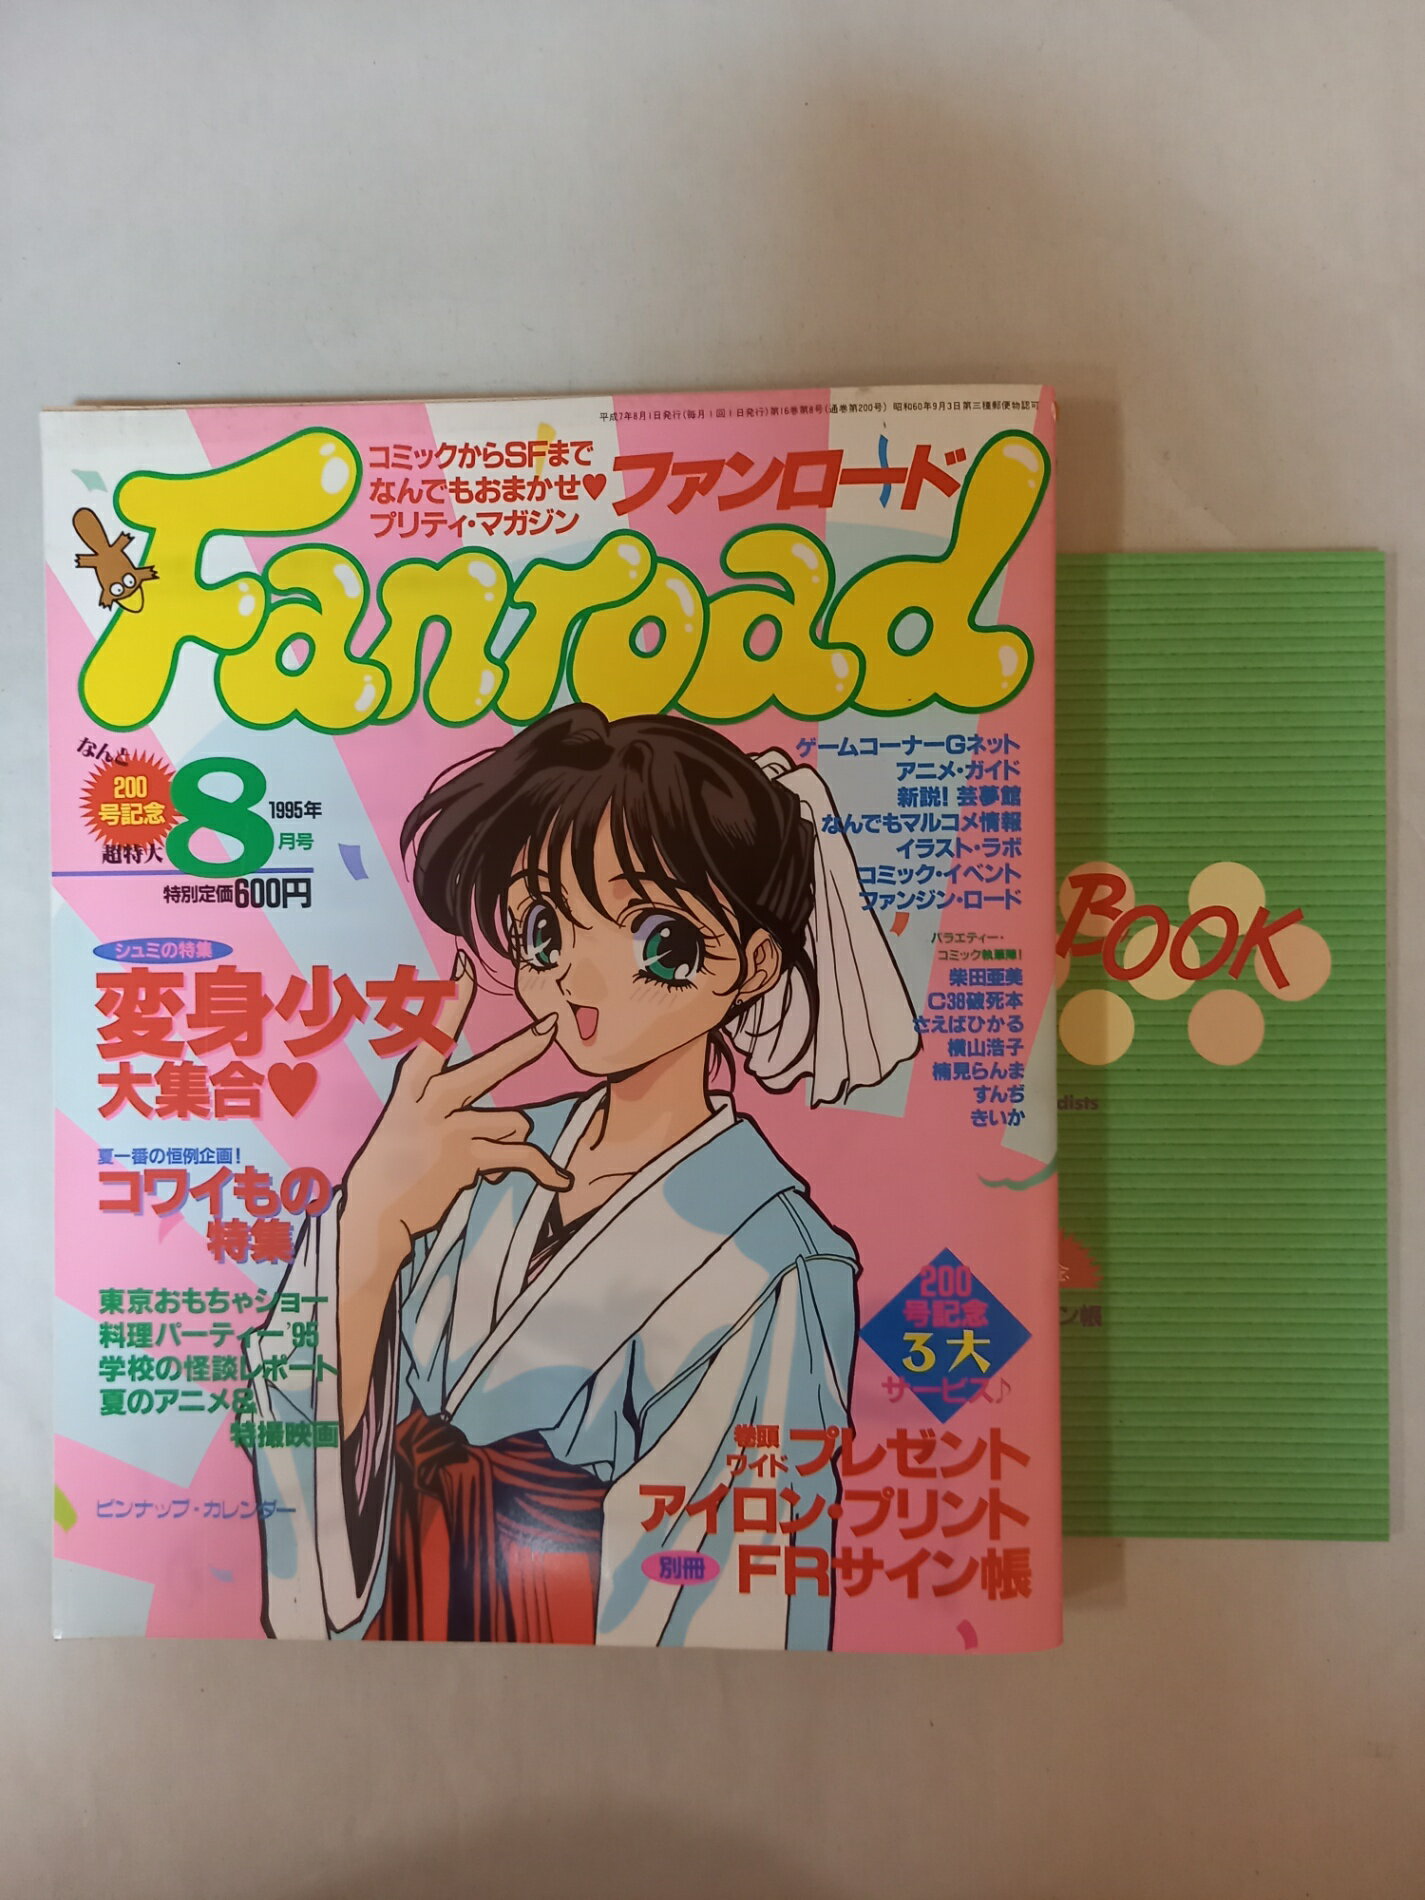 平成7年8月1日発行(毎月1回1日発行)第16巻第8号(通巻第200号) 昭和60年9月3日第三種郵便物認可
コミックからSFまで
なんでもおまかせ♥
プリティ・マガジン
ファンロード
Fanroad
なんと
200
号記念
超特大
8
1995年
月号
特別定価600円
シュミの特集
変身少女
大集合♥
夏一番の恒例企画!
コワイもの
特集
東京おもちゃショー
料理パーティー'95
学校の怪談レポート
夏のアニメ&
特撮映画
ピンナップ・カレンダー
ゲームコーナーGネット
アニメ・ガイド
新説!芸夢館
なんでもマルコメ情報
イラスト・ラボ
コミック・イベント
ファンジン・ロード
バラエティー・
コミック執筆陣!
柴田亜美
C38破死本
さえばひかる
横山浩子
楠見らんま
すんぢ
きいか
200
号記念
3大
サービス♪
巻頭
ワイド
プレゼント
アイロン・プリント
別冊
FRサイン帳
BOOK
dists
念
ン帳